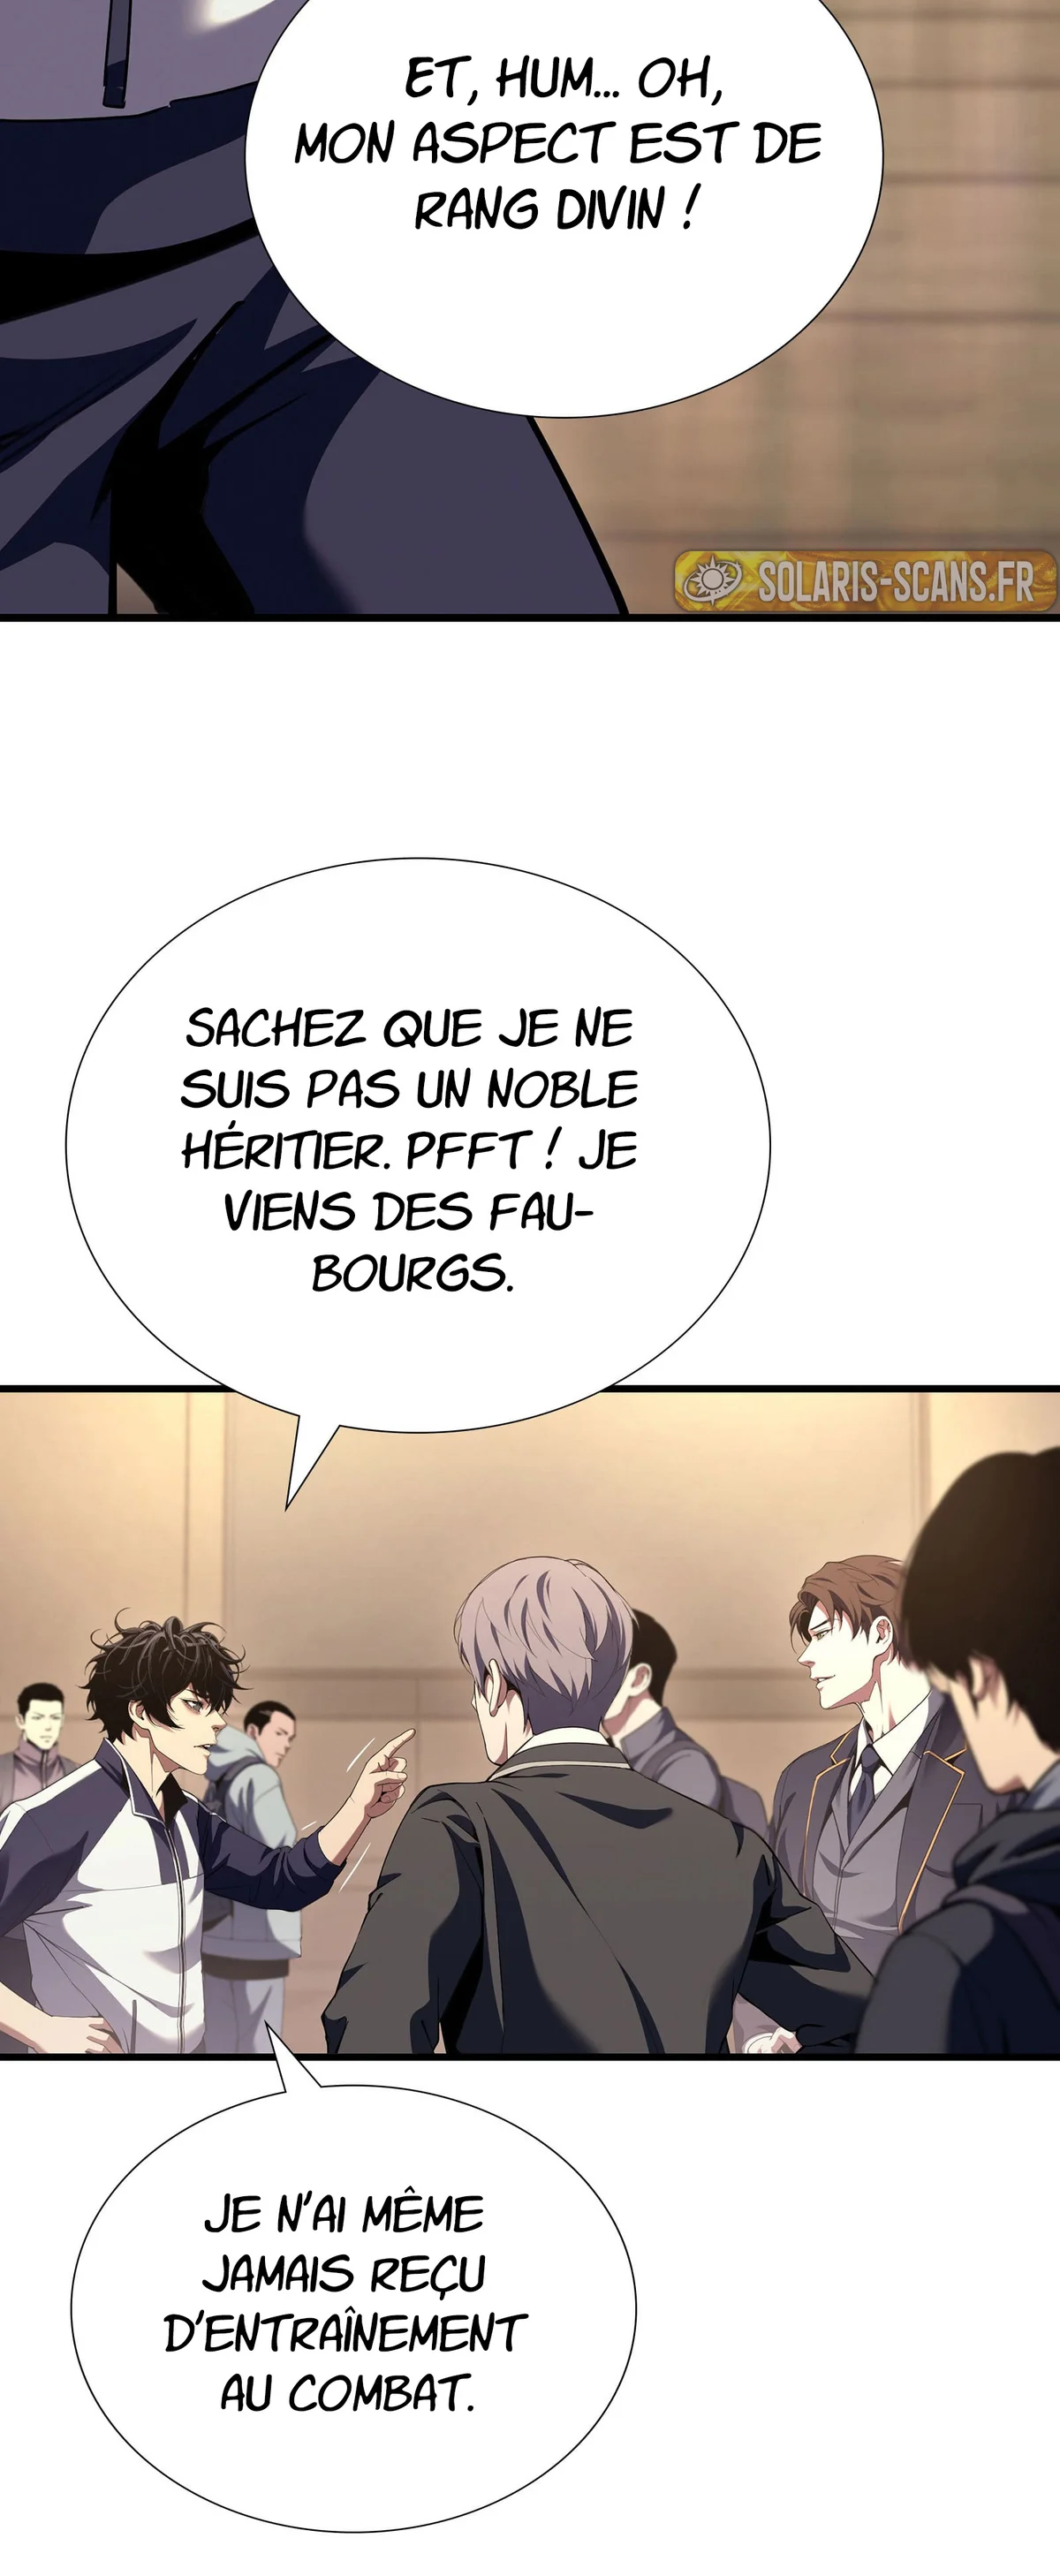 ET, HUM... OH,
MON ASPECT EST DE
RANG DIVIN !
SOLARIS-SCANS.FR
SACHEZ QUE JE NE
SUIS PAS UN NOBLE
HÉRITIER. PFFT ! JE
VIENS DES FAU-
BOURGS.
JE N'AI MÊME
JAMAIS REÇU
D'ENTRAÎNEMENT
AU COMBAT.